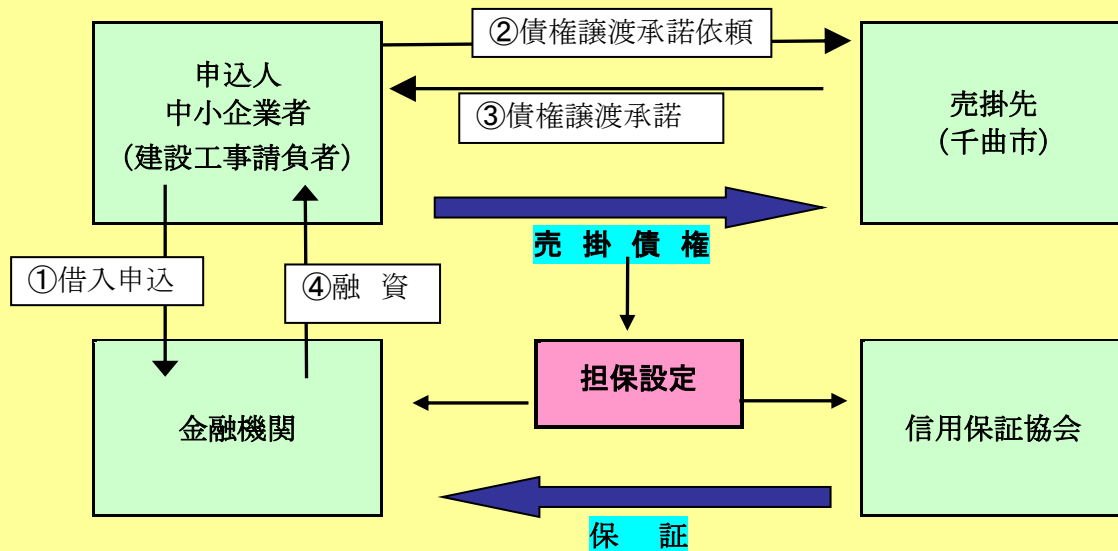 ②債権譲渡承諾依頼
申込人
中小企業者
（建設工事請負者）
③債権譲渡承諾
売掛先
（千曲市）
売 掛 債 権
①借入申込
④融　資
担保設定
金融機関
信用保証協会
保　証